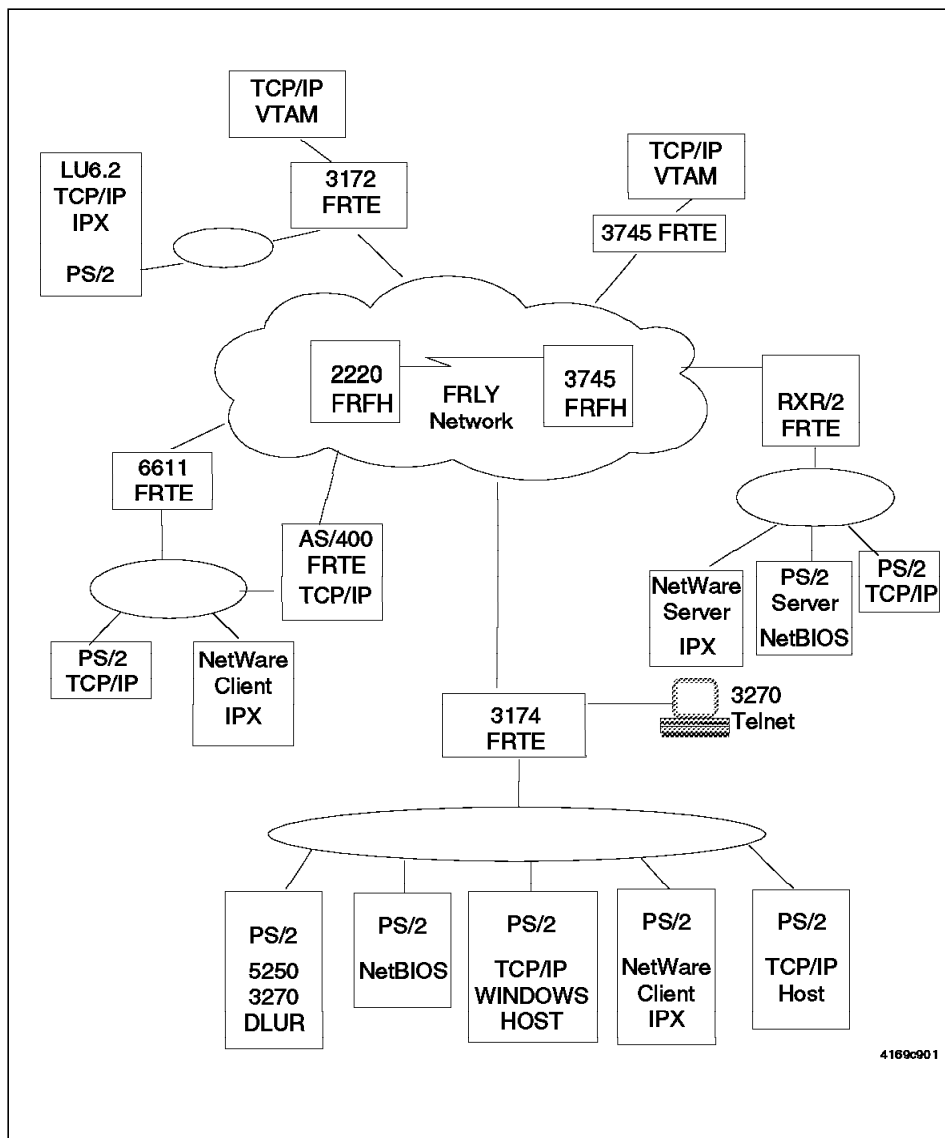 TCP/IP
VTAM
LU6.2
TCP/IP
IPX
PS/2
3172
FRTE
TCP/IP
VTAM
3745 FRTE
2220
FRFH
FRLY
Network
3745
FRFH
RXR/2
FRTE
6611
FRTE
AS/400
FRTE
TCP/IP
PS/2
TCP/IP
NetWare
Client
IPX
NetWare
Server
IPX
PS/2
Server
NetBIOS
PS/2
TCP/IP
3174
FRTE
3270
Telnet
PS/2
5250
3270
DLUR
PS/2
NetBIOS
PS/2
TCP/IP
WINDOWS
HOST
PS/2
NetWare
Client
IPX
PS/2
TCP/IP
Host
4169c901